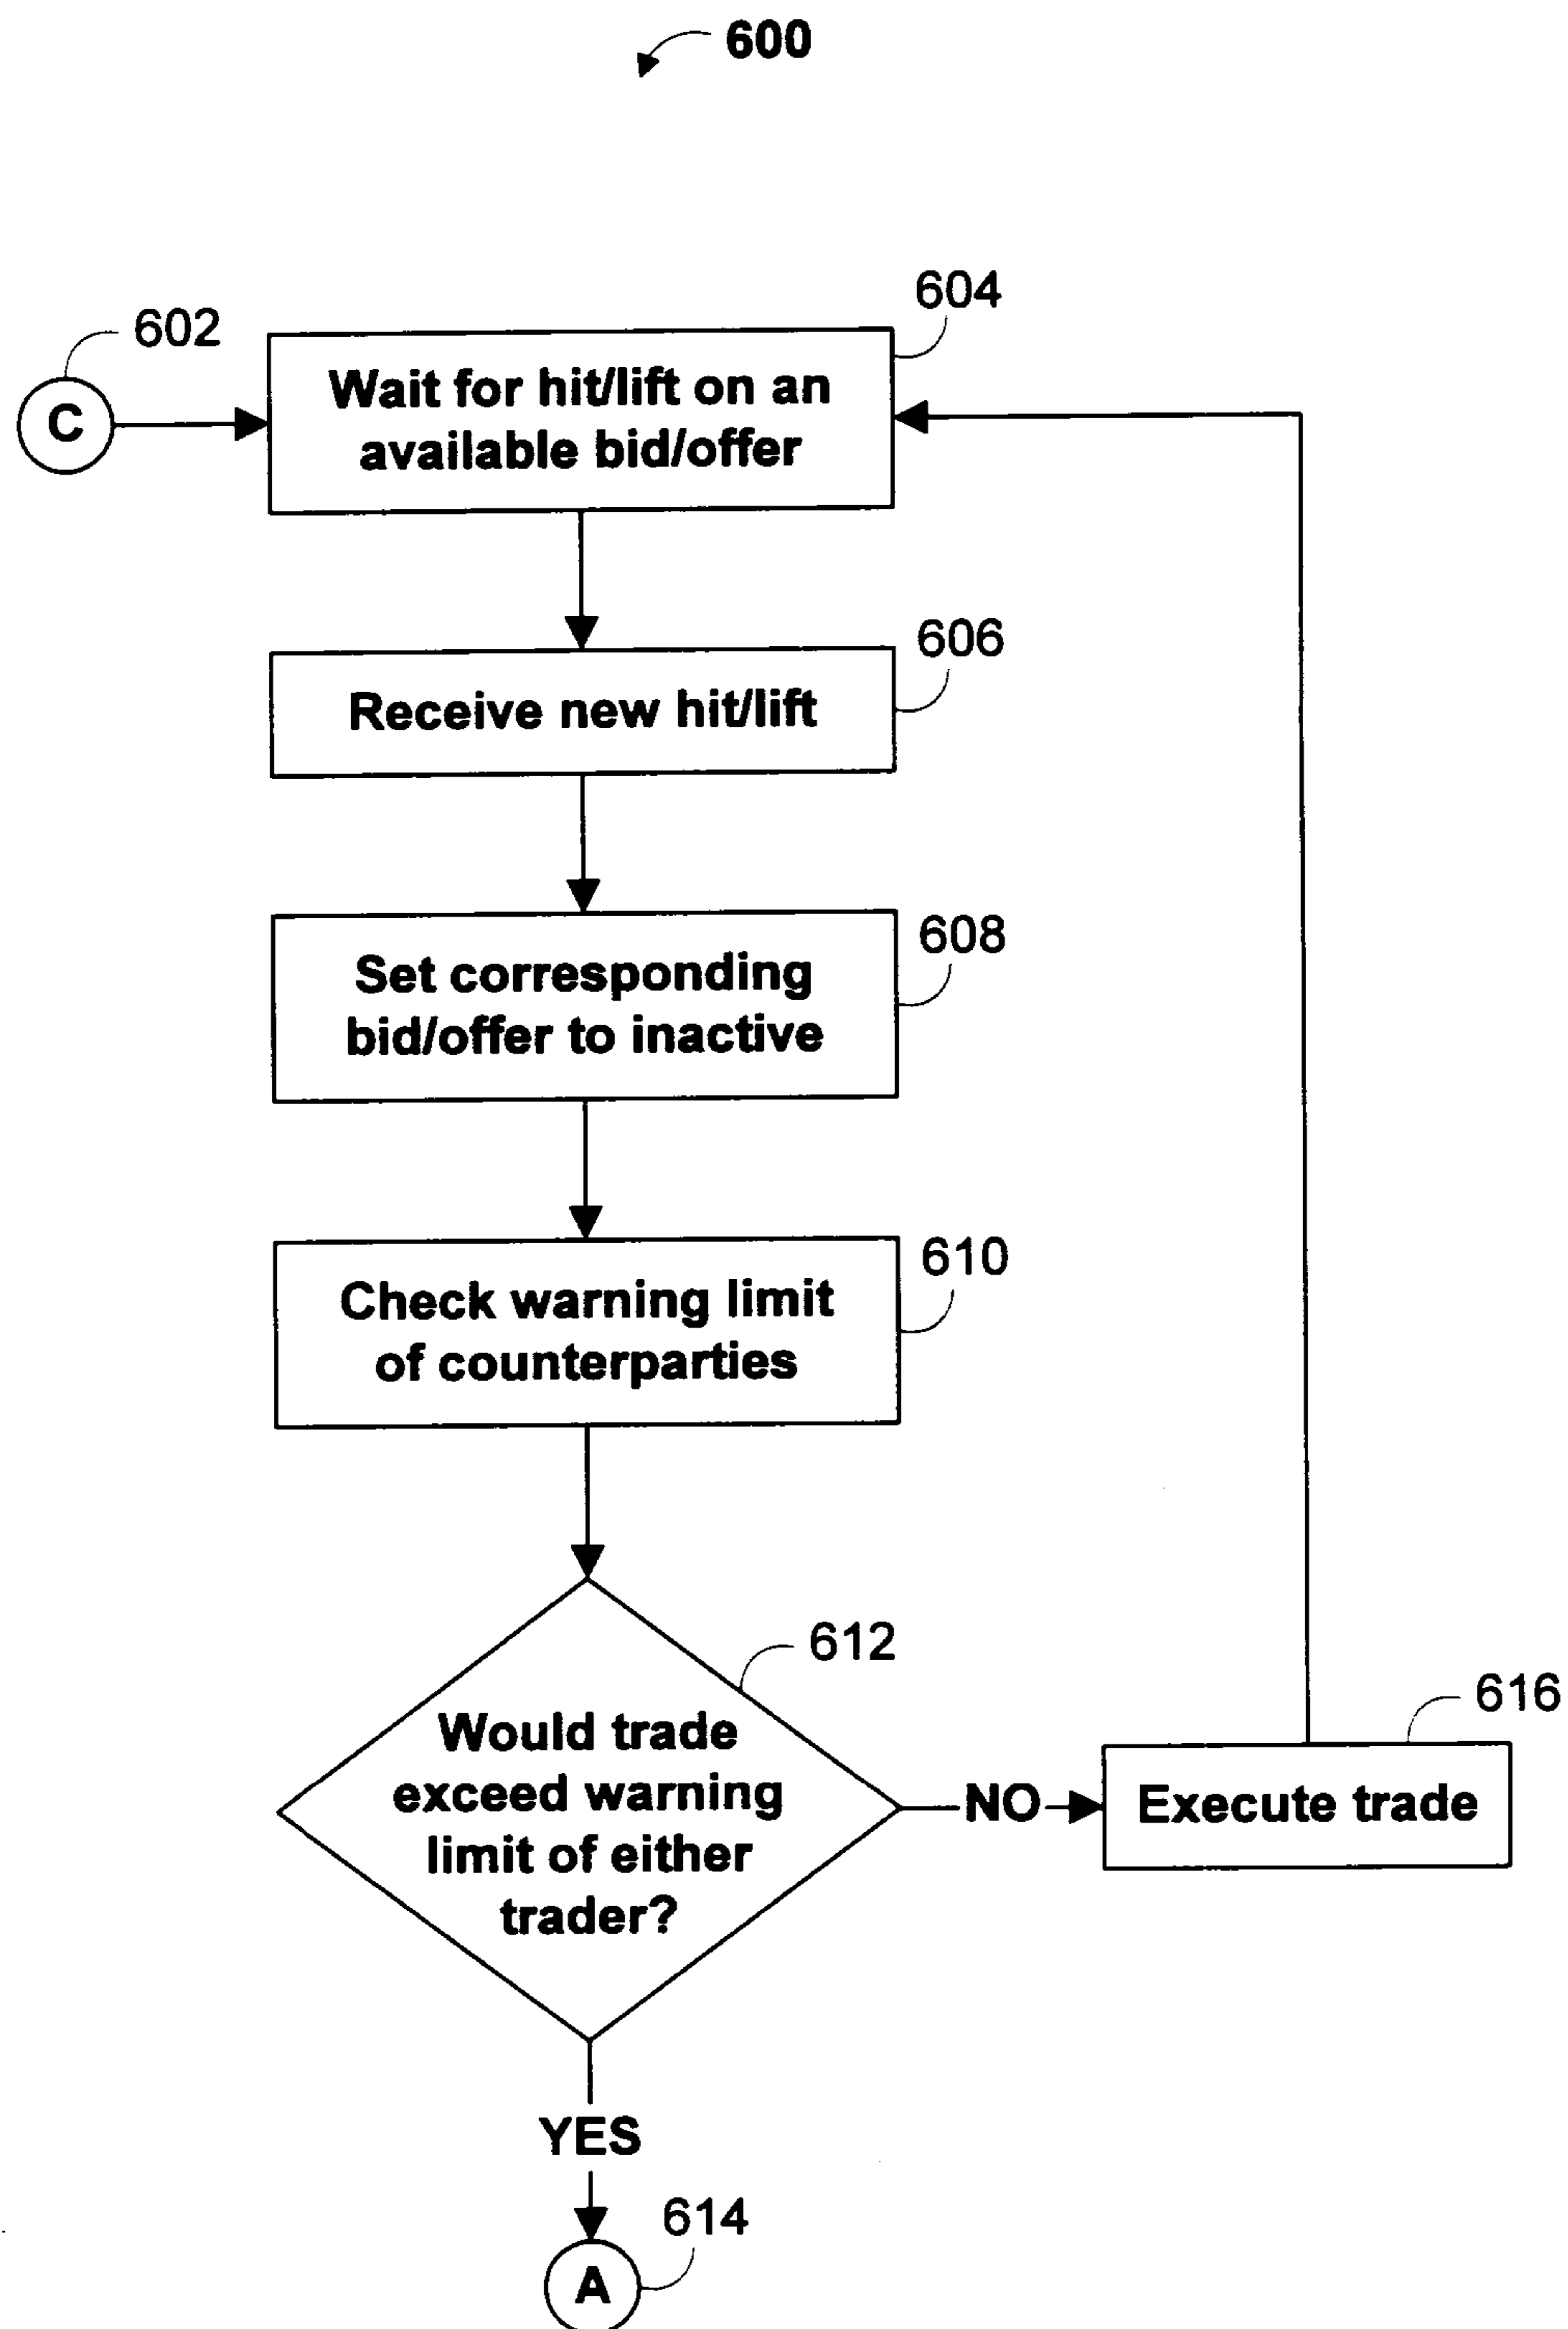 600
602
604
C
Wait for hit/lift on an
available bid/offer
606
Receive new hit/lift
608
Set corresponding
bid/offer to inactive
610
Check warning limit
of counterparties
612
Would trade
exceed warning
limit of either
trader?
NO
616
Execute trade
YES
614
A